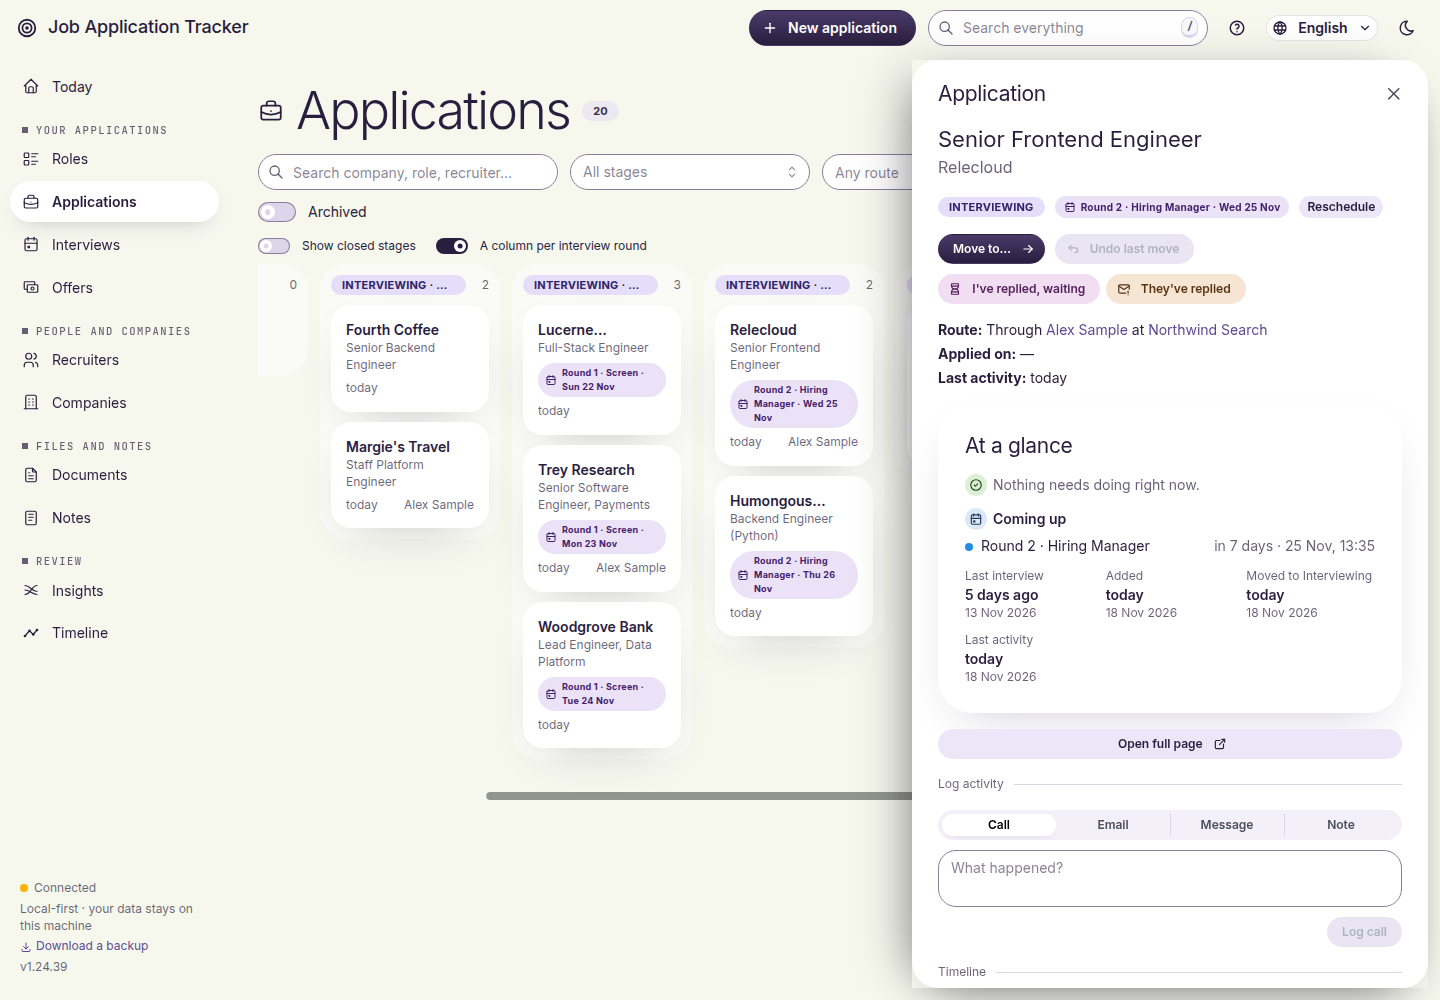 Job Application Tracker
New application
Search everything
/
English
Today
YOUR APPLICATIONS
Roles
Applications
Interviews
Offers
PEOPLE AND COMPANIES
Recruiters
Companies
FILES AND NOTES
Documents
Notes
REVIEW
Insights
Timeline
Connected
Local-first · your data stays on
this machine
Download a backup
v1.24.39
Applications
20
Search company, role, recruiter...
All stages
Any route
Archived
Show closed stages
A column per interview round
0
INTERVIEWING · ...
2
Fourth Coffee
Senior Backend
Engineer
today
Margie's Travel
Staff Platform
Engineer
today
Alex Sample
INTERVIEWING · ...
3
Lucerne...
Full-Stack Engineer
Round 1 · Screen ·
Sun 22 Nov
today
Trey Research
Senior Software
Engineer, Payments
Round 1 · Screen ·
Mon 23 Nov
today
Alex Sample
Woodgrove Bank
Lead Engineer, Data
Platform
Round 1 · Screen ·
Tue 24 Nov
today
INTERVIEWING · ...
2
Relecloud
Senior Frontend
Engineer
Round 2 · Hiring
Manager · Wed 25
Nov
today
Alex Sample
Humongous...
Backend Engineer
(Python)
Round 2 · Hiring
Manager · Thu 26
Nov
today
Application
Senior Frontend Engineer
Relecloud
INTERVIEWING
Round 2 · Hiring Manager · Wed 25 Nov
Reschedule
Move to...
Undo last move
I've replied, waiting
They've replied
Route: Through Alex Sample at Northwind Search
Applied on: —
Last activity: today
At a glance
Nothing needs doing right now.
Coming up
Round 2 · Hiring Manager
in 7 days · 25 Nov, 13:35
Last interview
5 days ago
13 Nov 2026
Added
today
18 Nov 2026
Moved to Interviewing
today
18 Nov 2026
Last activity
today
18 Nov 2026
Open full page
Log activity
Call
Email
Message
Note
What happened?
Log call
Timeline